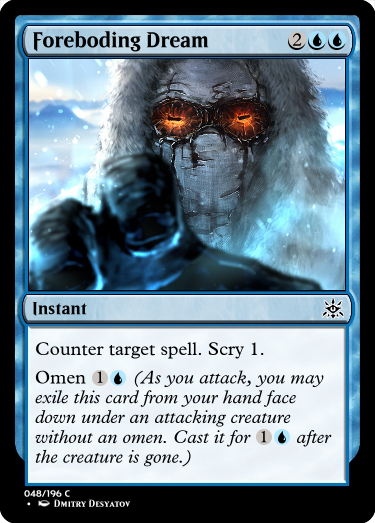 Foreboding Dream 2
Instant
Counter target spell. Scry 1.
Omen 1 (As you attack, you may
exile this card from your hand face
down under an attacking creature
without an omen. Cast it for 1 after
the creature is gone.)
048/196 C
• Dmitry Desyatov